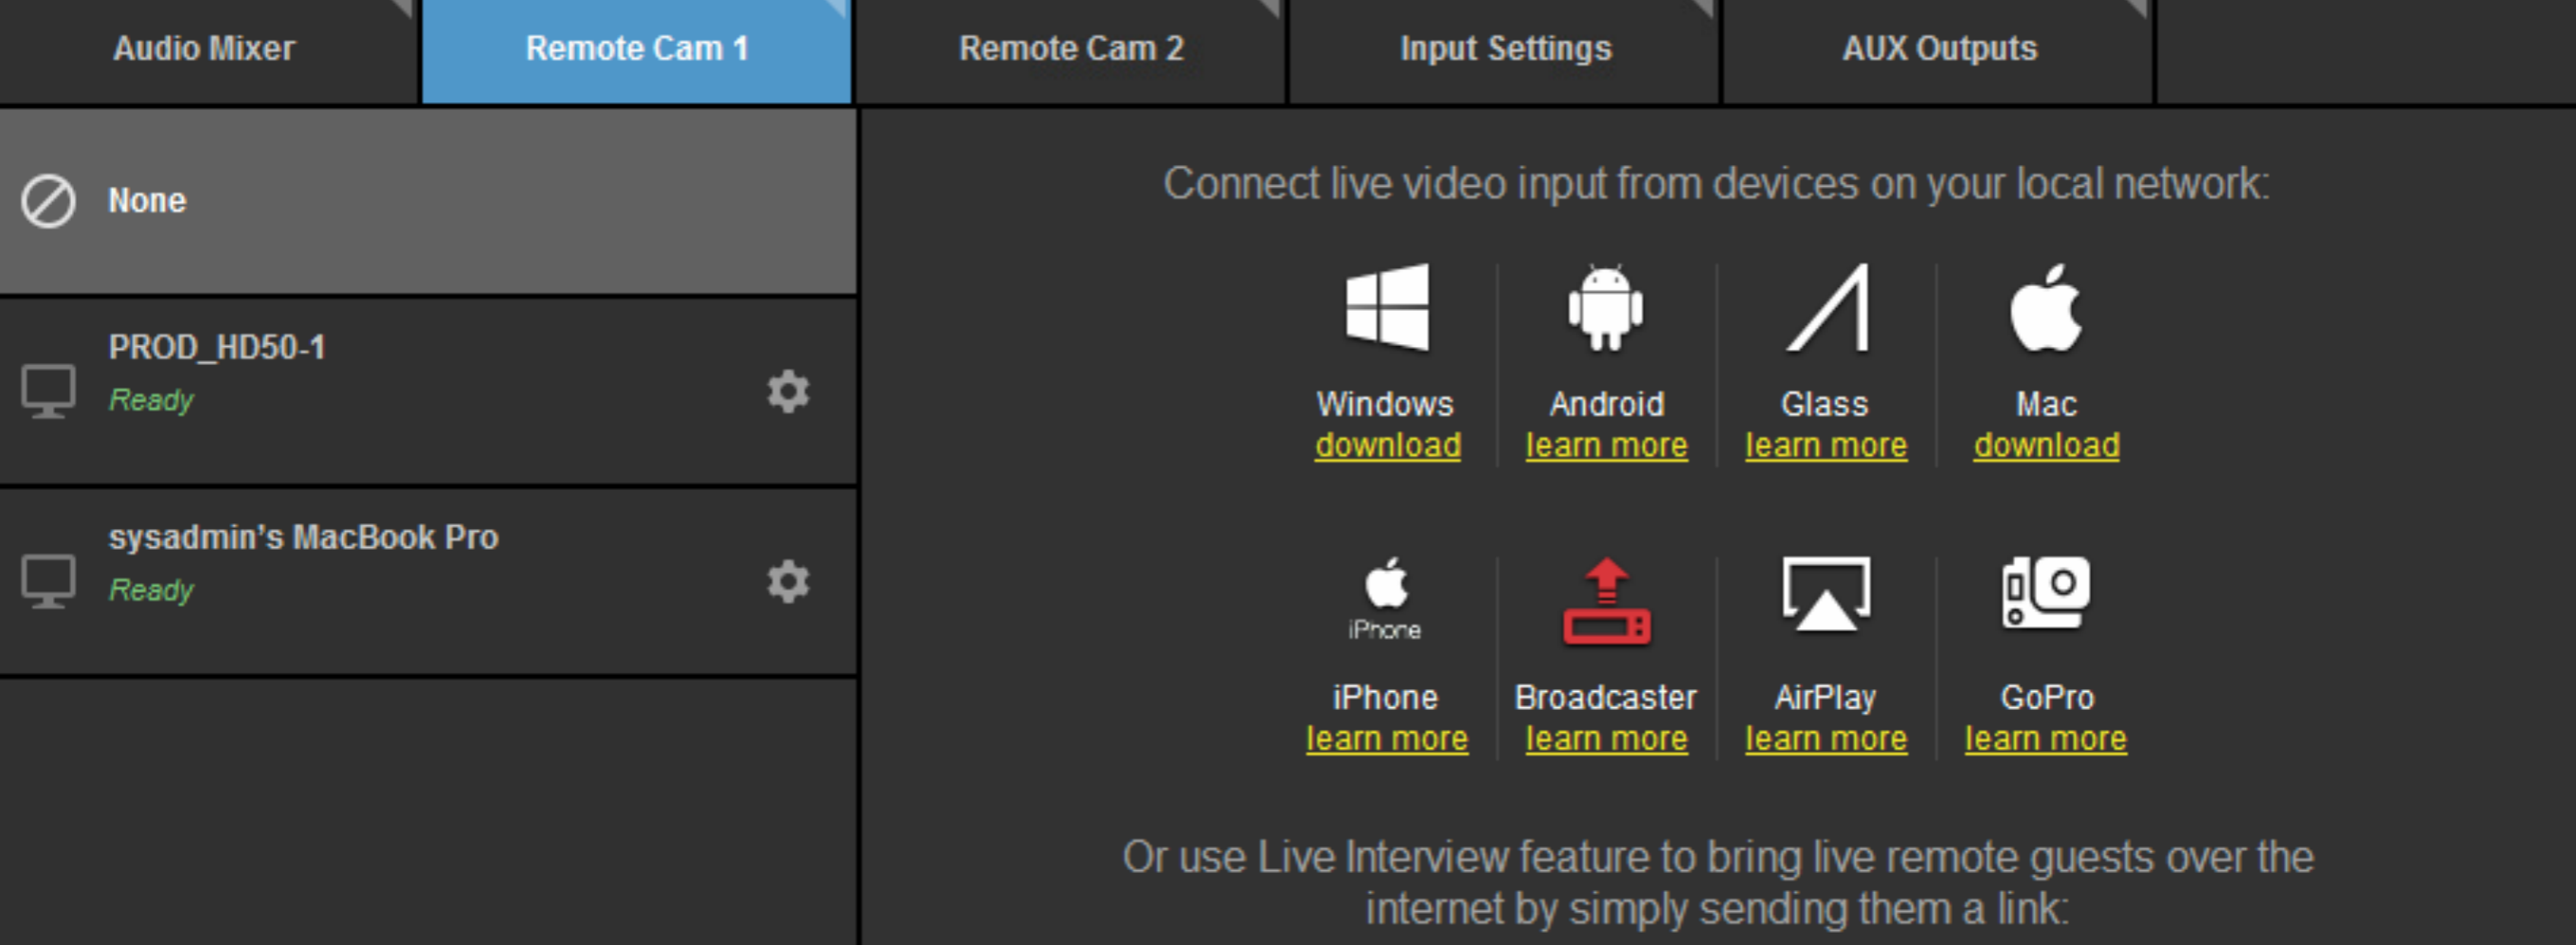 Audio Mixer
Remote Cam 1
Remote Cam 2
Input Settings
AUX Outputs
None
PROD_HD50-1
Ready
sysadmin’s MacBook Pro
Ready
Connect live video input from devices on your local network:
Windows
download
Android
learn more
Glass
learn more
Mac
download
iPhone
iPhone
learn more
Broadcaster
learn more
AirPlay
learn more
GoPro
learn more
Or use Live Interview feature to bring live remote guests over the
internet by simply sending them a link: